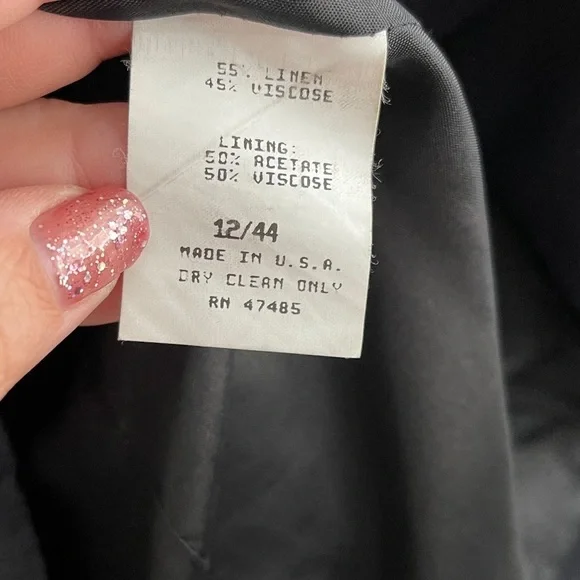 55% LINEN
45% VISCOSE
LINING:
50% ACETATE
50% VISCOSE
12/44
MADE IN U.S.A.
DRY CLEAN ONLY
RN 47485